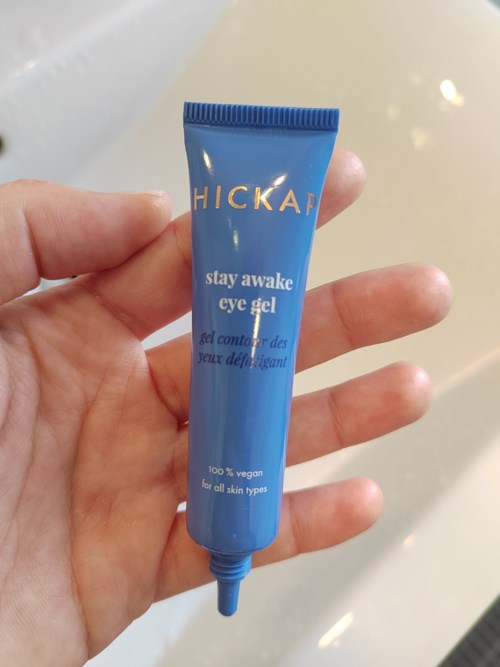 HICKAP
stay awake
eye gel
gel contour des
yeux défatigant
100% vegan
for all skin types